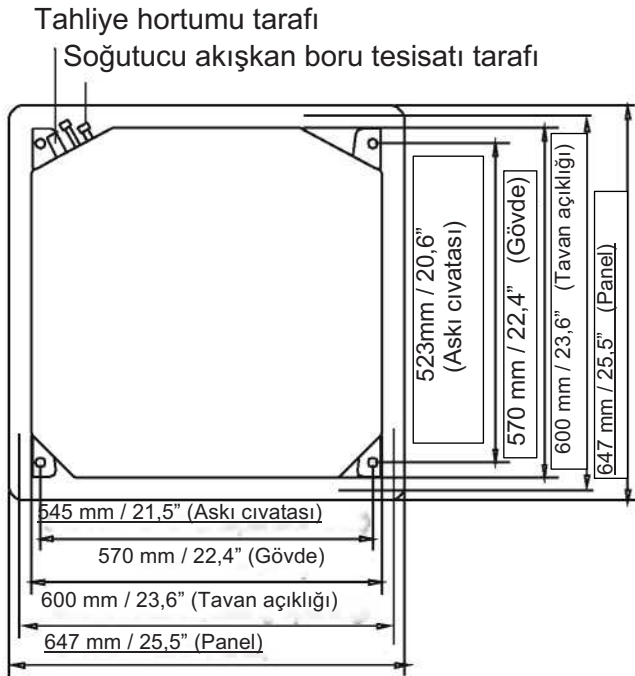 Tahliye hortumu tarafı
Soğutucu akışkan boru tesisatı tarafı
523mm / 20,6”
(Askı cıvatası)
570 mm / 22,4” (Gövde)
600 mm / 23,6” (Tavan açıklığı)
647 mm / 25,5” (Panel)
545 mm / 21,5” (Askı cıvatası)
570 mm / 22,4” (Gövde)
600 mm / 23,6” (Tavan açıklığı)
647 mm / 25,5” (Panel)